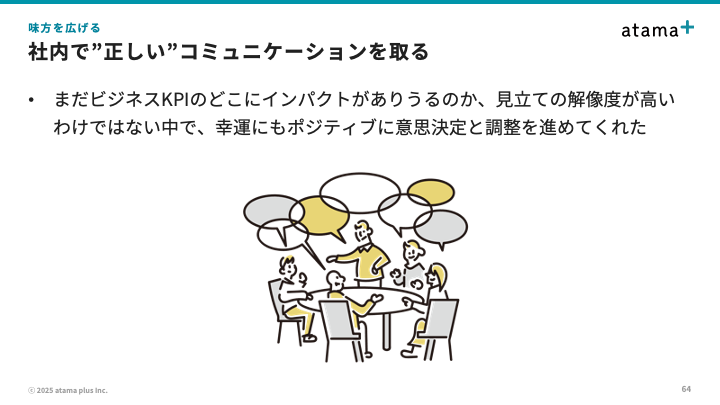 味方を広げる
atama+
社内で”正しい”コミュニケーションを取る
• まだビジネスKPIのどこにインパクトがありうるのか、見立ての解像度が高い
わけではない中で、幸運にもポジティブに意思決定と調整を進めてくれた
ⓒ 2025 atama plus Inc.
64